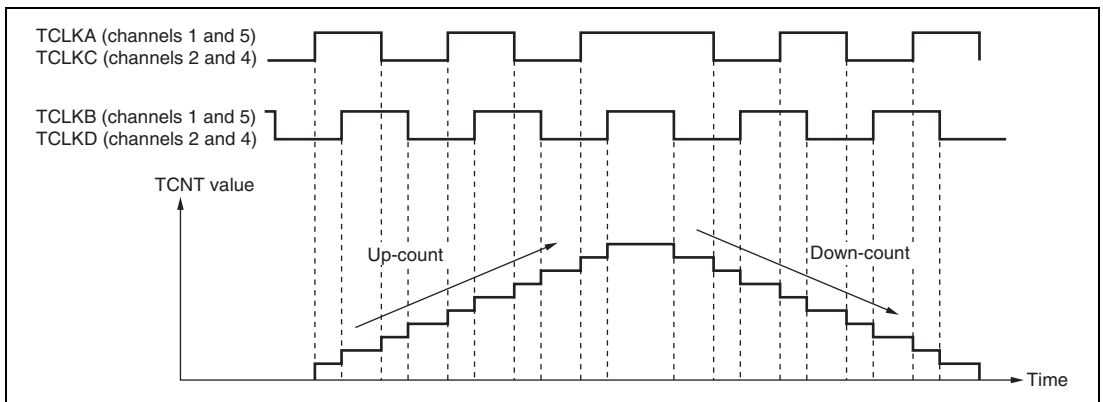 TCLKA (channels 1 and 5)
TCLKC (channels 2 and 4)
TCLKB (channels 1 and 5)
TCLKD (channels 2 and 4)
TCNT value
Up-count
Down-count
Time